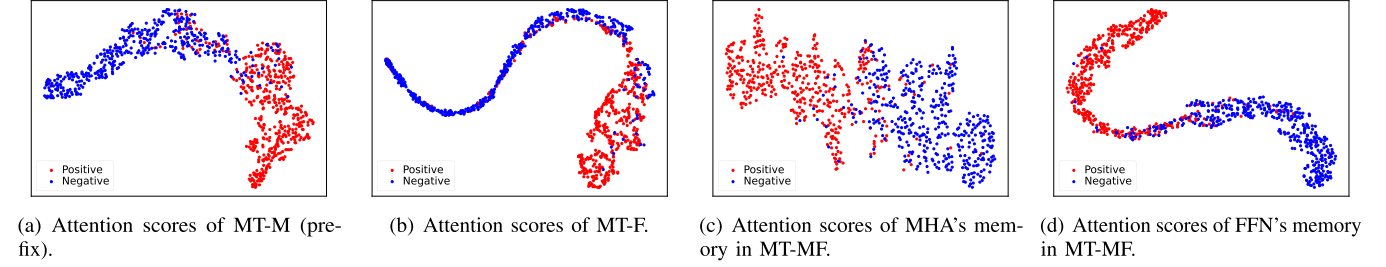 Positive
Negative
Positive
Negative
Positive
Negative
Positive
Negative
(a) Attention scores of MT-M (pre-
fix).
(b) Attention scores of MT-F.
(c) Attention scores of MHA's mem-
ory in MT-MF.
(d) Attention scores of FFN's memory
in MT-MF.